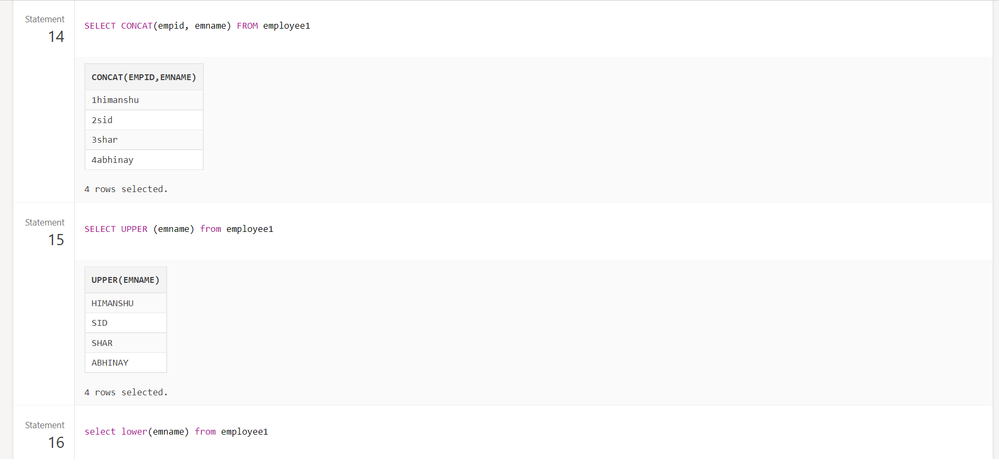 Statement
14
SELECT CONCAT(empid, emname) FROM employee1
CONCAT(EMPID,EMNAME)
1himanshu
2sid
3shar
4abhinay
4 rows selected.
Statement
15
SELECT UPPER (emname) from employee1
UPPER(EMNAME)
HIMANSHU
SID
SHAR
ABHINAY
4 rows selected.
Statement
16
select lower(emname) from employee1